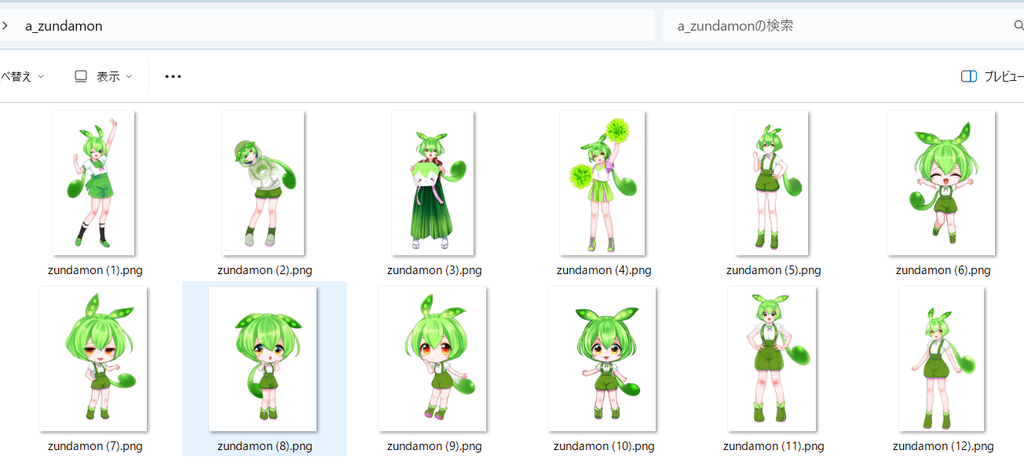 a_zundamon
a_zundamonの検索
べ替え
表示
プレビュー
zundamon (1).png
zundamon (2).png
zundamon (3).png
zundamon (4).png
zundamon (5).png
zundamon (6).png
zundamon (7).png
zundamon (8).png
zundamon (9).png
zundamon (10).png
zundamon (11).png
zundamon (12).png